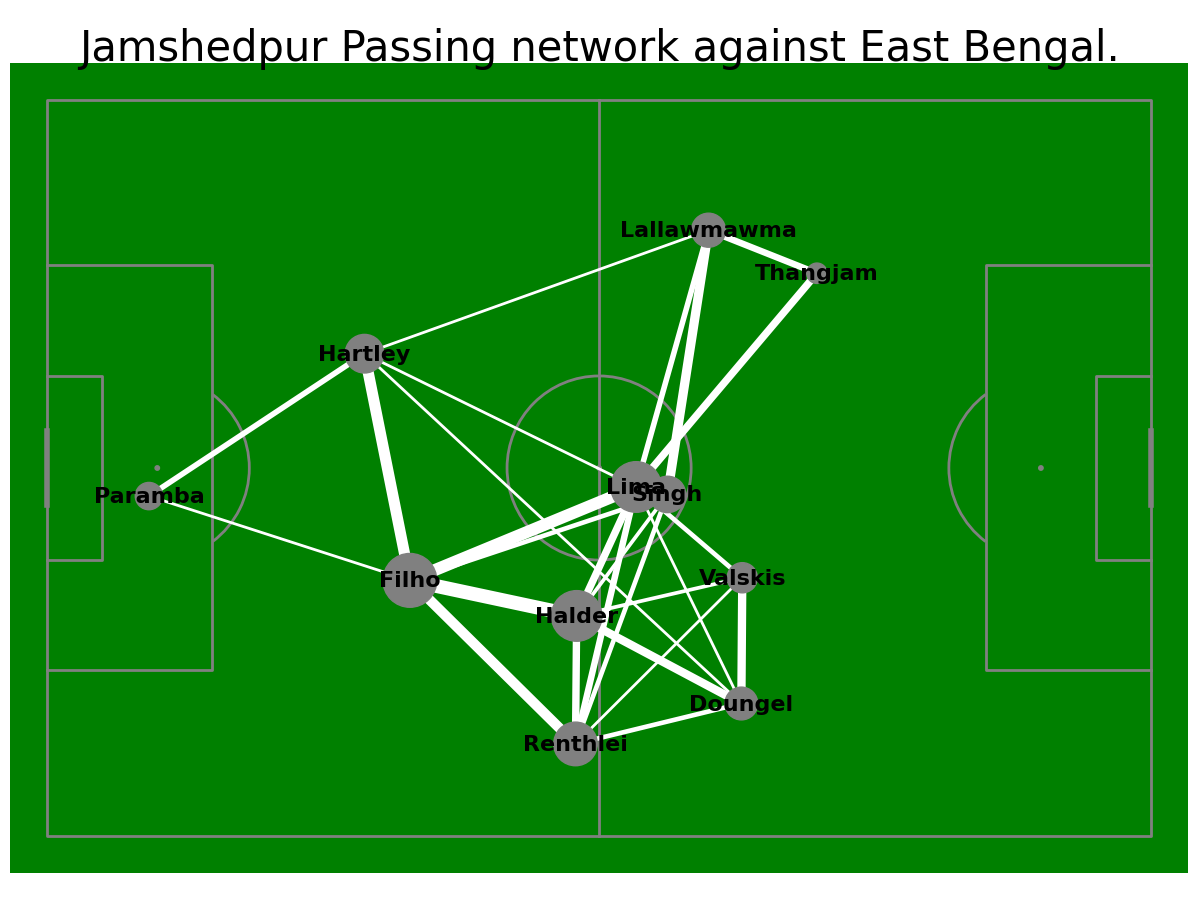 Jamshedpur Passing network against East Bengal.
Lallawmawma
Thangjam
Hartley
Lima
Singh
Paramba
Filho
Valskis
Halder
Doungel
Renthlei